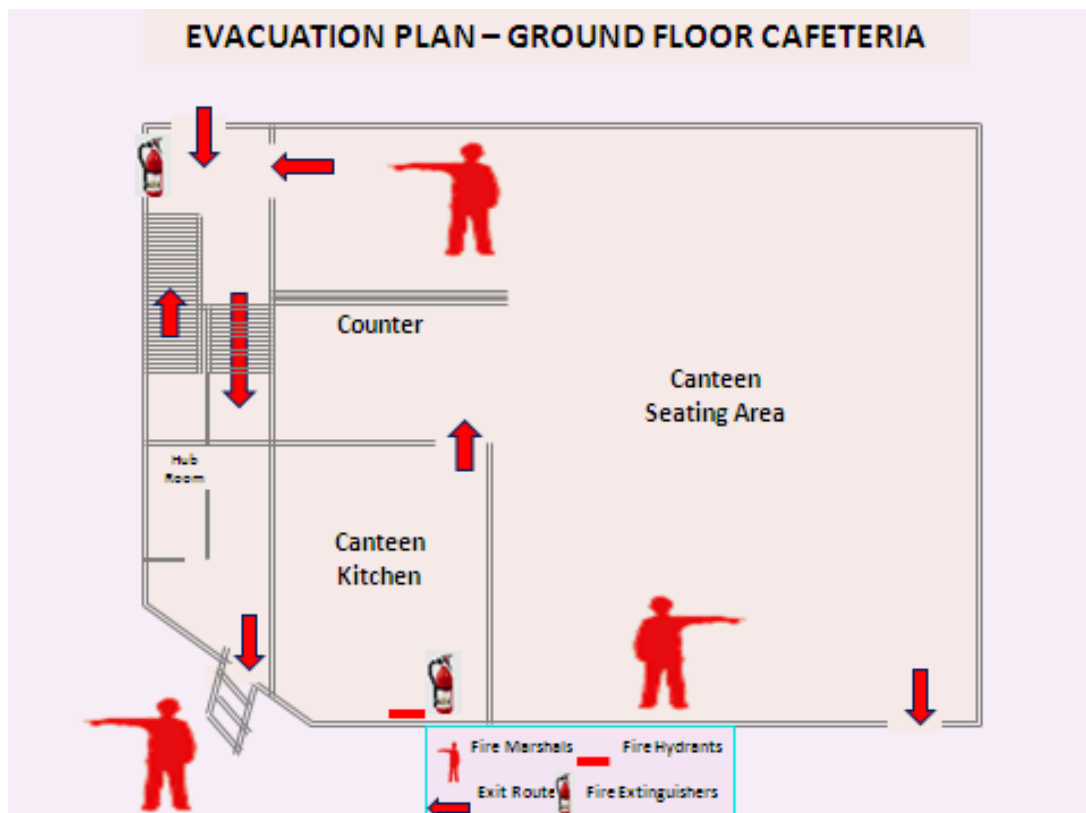 EVACUATION PLAN – GROUND FLOOR CAFETERIA
Counter
Canteen
Seating Area
Hub
Room
Canteen
Kitchen
Fire Marshals
Fire Hydrants
Exit Route
Fire Extinguishers